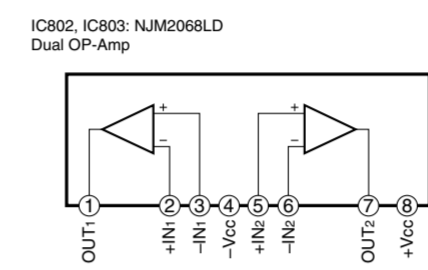 IC802, IC803: NJM2068LD
Dual OP-Amp
+ +
− −
1 2 3 4 5 6 7 8
OUT1 +IN1 −IN1 −Vcc +IN2 −IN2 OUT2 +Vcc